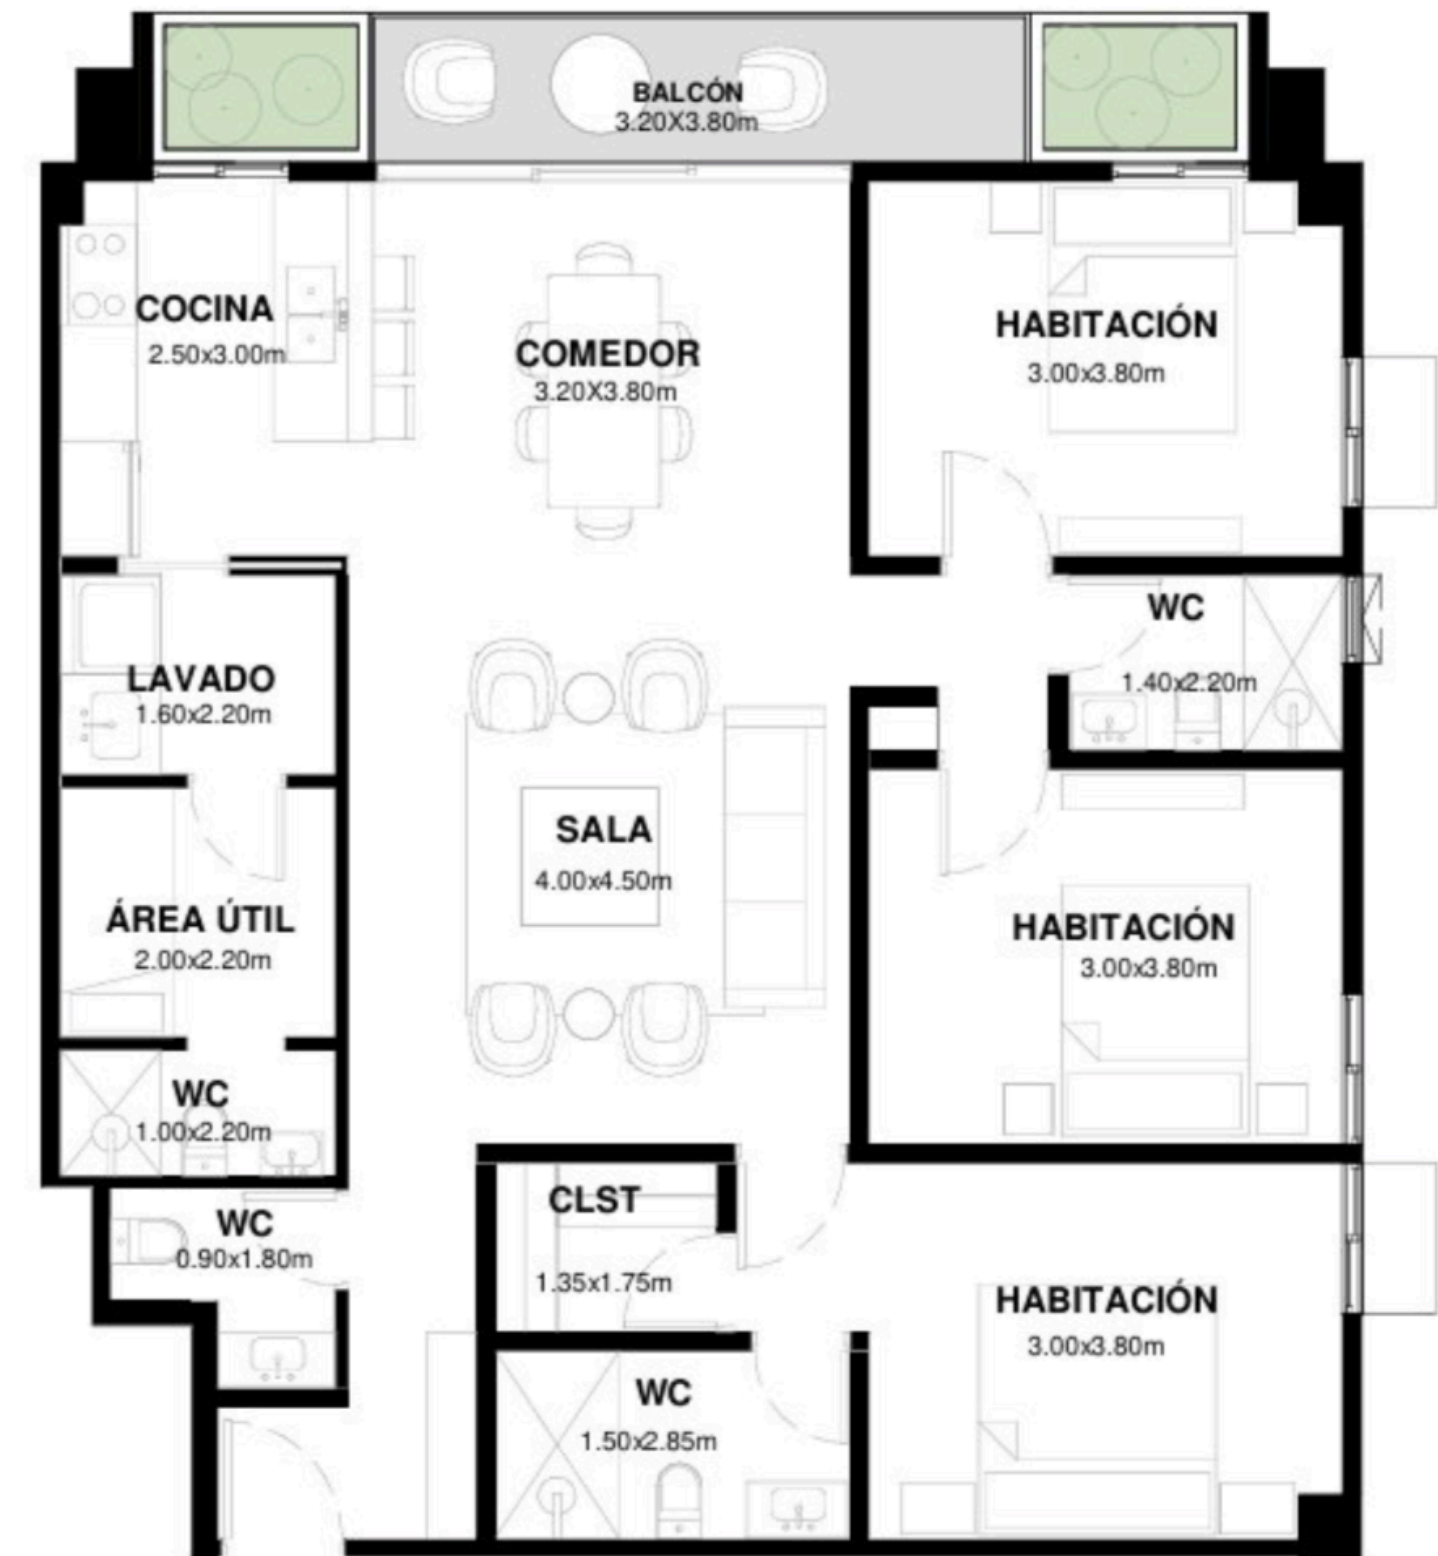 BALCÓN
3.20X3.80m
COCINA
2.50x3.00m
COMEDOR
3.20X3.80m
HABITACIÓN
3.00x3.80m
WC
1.40x2.20m
LAVADO
1.60x2.20m
SALA
4.00x4.50m
ÁREA ÚTIL
2.00x2.20m
HABITACIÓN
3.00x3.80m
WC
1.00x2.20m
WC
0.90x1.80m
CLST
1.35x1.75m
HABITACIÓN
3.00x3.80m
WC
1.50x2.85m